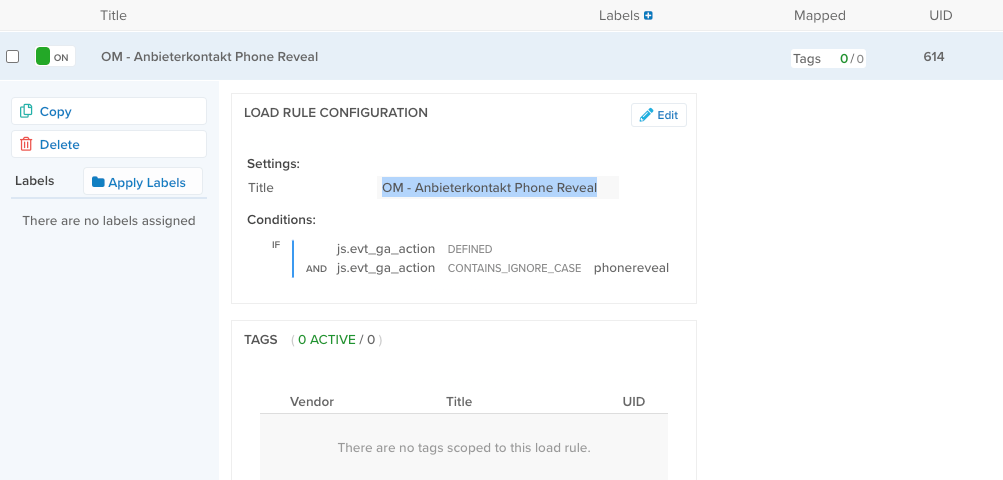 Title Labels Mapped UID
ON OM - Anbieterkontakt Phone Reveal Tags 0 / 0 614
Copy
Delete
Labels Apply Labels
There are no labels assigned
LOAD RULE CONFIGURATION Edit
Settings:
Title OM - Anbieterkontakt Phone Reveal
Conditions:
IF js.evt_ga_action DEFINED
AND js.evt_ga_action CONTAINS_IGNORE_CASE phonereveal
TAGS ( 0 ACTIVE / 0 )
Vendor Title UID
There are no tags scoped to this load rule.